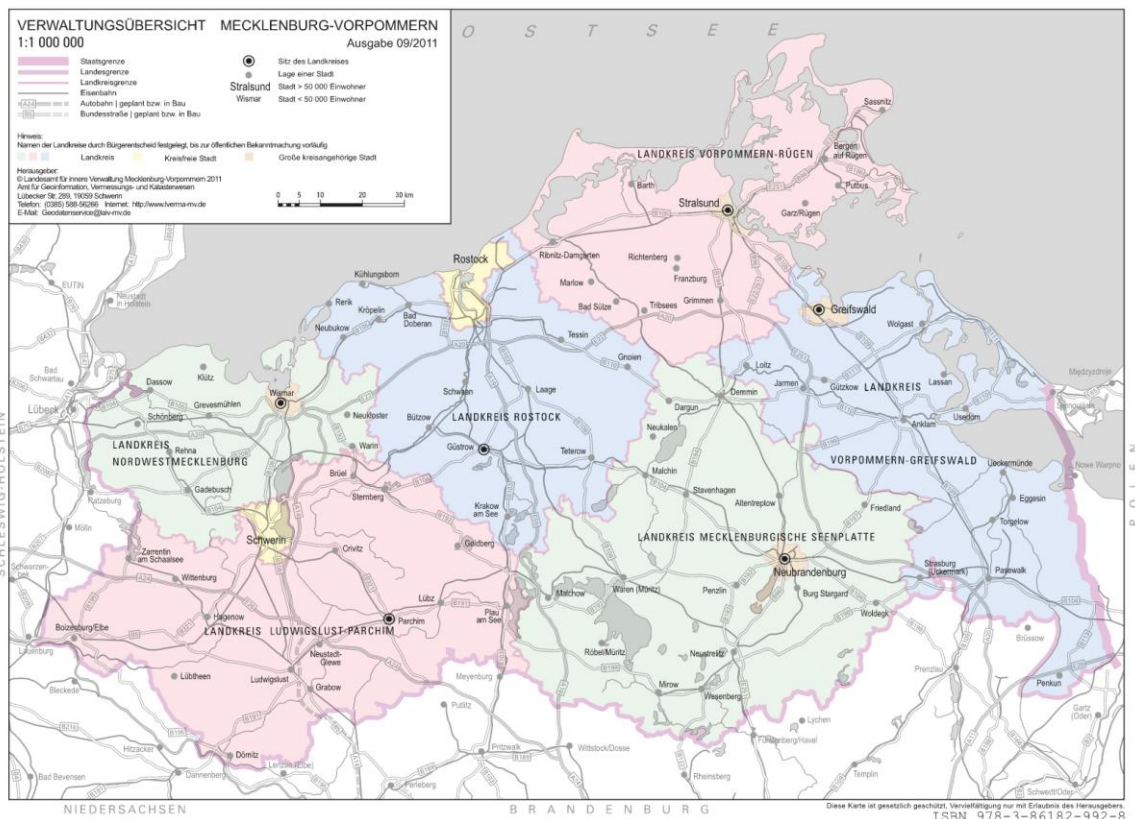 VERWALTUNGSÜBERSICHT MECKLENBURG-VORPOMMERN
1:1 000 000
Ausgabe 09/2011
Staatsgrenze
Landesgrenze
Landkreisgrenze
Eisenbahn
Autobahn | geplant bzw. in Bau
Bundesstraße | geplant bzw. in Bau
Sitz des Landkreises
Lage einer Stadt
Stralsund Stadt > 50 000 Einwohner
Wismar Stadt < 50 000 Einwohner
Hinweis:
Namen der Landkreise durch Bürgerentscheid festgelegt, bis zur öffentlichen Bekanntmachung vorläufig
Landkreis Kreisfreie Stadt Große kreisangehörige Stadt
Herausgeber:
© Landesamt für innere Verwaltung Mecklenburg-Vorpommern 2011
Amt für Geoinformation, Vermessungs- und Katasterwesen
Lübecker Str. 289, 19059 Schwerin
Telefon: (0385) 588-56266 Internet: http://www.lverma-mv.de
E-Mail: Geodatenservice@laiv-mv.de
0 5 10 20 30 km
OSTSEE
Sassnitz
LANDKREIS VORPOMMERN-RÜGEN
Bergen
auf Rügen
Putbus
Barth
Garz/Rügen
Stralsund
Ribnitz-Damgarten
Richtenberg
Franzburg
Marlow
Bad Sülze
Tribsees
Grimmen
Rostock
Kühlungsborn
Rerik
Kröpelin
Bad
Doberan
Neubukow
Tessin
Gnoien
Schwaan
Laage
Bützow
LANDKREIS ROSTOCK
Güstrow
Teterow
Krakow
am See
EUTIN
Neustadt
in Holstein
Bad
Schwartau
Lübeck
SCHLESWIG-HOLSTEIN
Dassow
Klütz
Wismar
Schönberg
Grevesmühlen
Neukloster
LANDKREIS
NORDWESTMECKLENBURG
Rehna
Warin
Gadebusch
Ratzeburg
Mölln
Brüel
Sternberg
Schwerin
Crivitz
Goldberg
Zarrentin
am Schaalsee
Wittenburg
Hagenow
Parchim
Lübz
Plau
am See
LANDKREIS LUDWIGSLUST-PARCHIM
Boizenburg/Elbe
Lauenburg
Neustadt-
Glewe
Lübtheen
Ludwigslust
Grabow
Dömitz
Bleckede
Hitzacker
Dannenberg
Bad Bevensen
Perleberg
Putlitz
Pritzwalk
Meyenburg
Wittstock/Dosse
Greifswald
Wolgast
Loitz
Jarmen
Gützkow
LANDKREIS
VORPOMMERN-GREIFSWALD
Lassan
Usedom
Anklam
Ueckermünde
Eggesin
Torgelow
Strasburg
(Uckermark)
Pasewalk
Penkun
Brüssow
Prenzlau
Gartz
(Oder)
Schwedt/Oder
Międzyzdroje
Nowe Warpno
POLEN
Demmin
Dargun
Neukalen
Malchin
Stavenhagen
Altentreptow
Friedland
LANDKREIS MECKLENBURGISCHE SEENPLATTE
Neubrandenburg
Malchow
Waren (Müritz)
Penzlin
Burg Stargard
Woldegk
Röbel/Müritz
Neustrelitz
Mirow
Wesenberg
Lychen
Fürstenberg/Havel
Rheinsberg
Templin
NIEDERSACHSEN
BRANDENBURG
Diese Karte ist gesetzlich geschützt, Vervielfältigung nur mit Erlaubnis des Herausgebers.
ISBN 978-3-86182-992-8